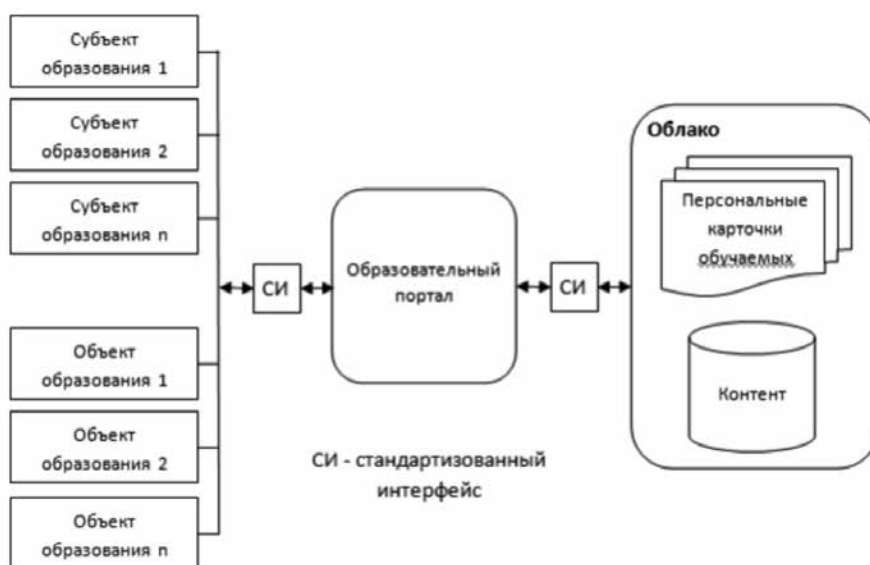 Субъект
образования 1
Субъект
образования 2
Субъект
образования n
Объект
образования 1
Объект
образования 2
Объект
образования n
СИ
Образовательный
портал
СИ
СИ - стандартизованный
интерфейс
Облако
Персональные
карточки
обучаемых
Контент